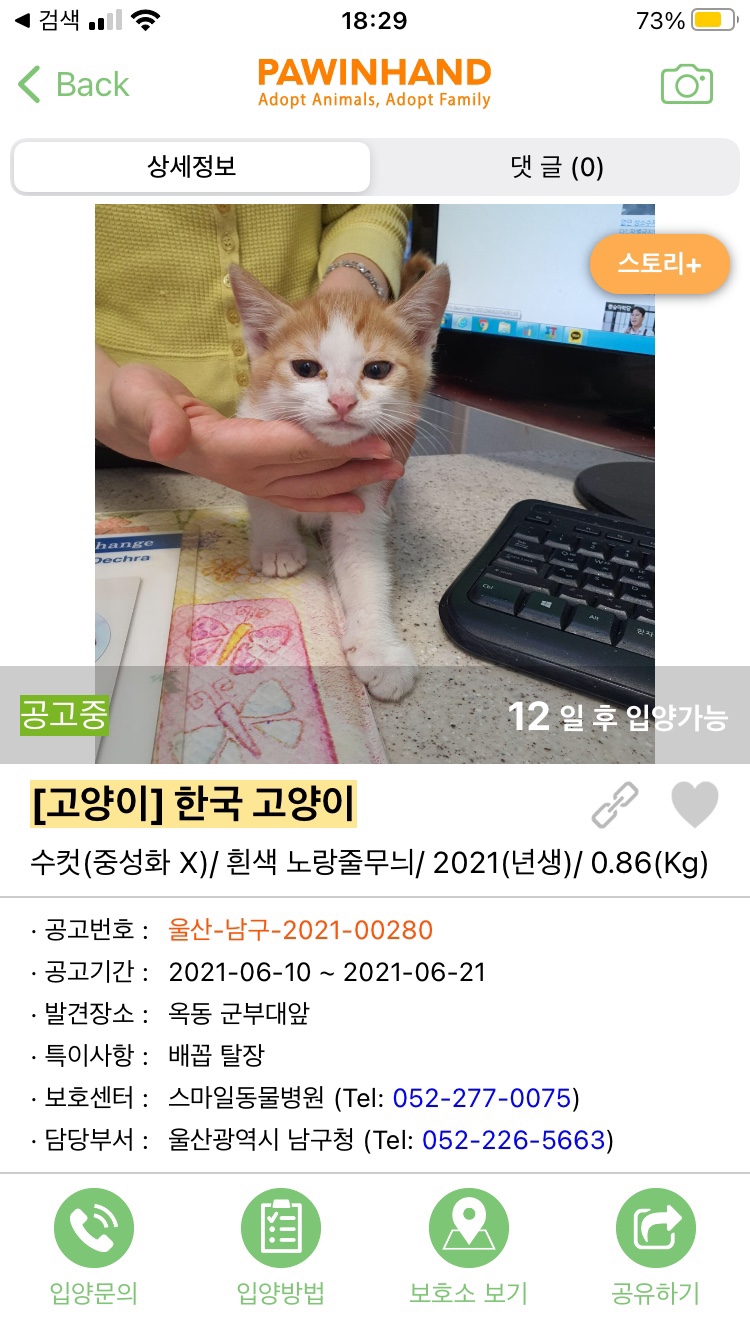 ◀ 검색
18:29
73%
Back
PAWINHAND
Adopt Animals, Adopt Family
상세정보
댓 글 (0)
스토리+
hange
Dechra
Ctrl
Alt
한자
공고중
12 일 후 입양가능
[고양이] 한국 고양이
수컷(중성화 X)/ 흰색 노랑줄무늬/ 2021(년생)/ 0.86(Kg)
· 공고번호 : 울산-남구-2021-00280
· 공고기간 : 2021-06-10 ~ 2021-06-21
· 발견장소 : 옥동 군부대앞
· 특이사항 : 배꼽 탈장
· 보호센터 : 스마일동물병원 (Tel: 052-277-0075)
· 담당부서 : 울산광역시 남구청 (Tel: 052-226-5663)
입양문의
입양방법
보호소 보기
공유하기